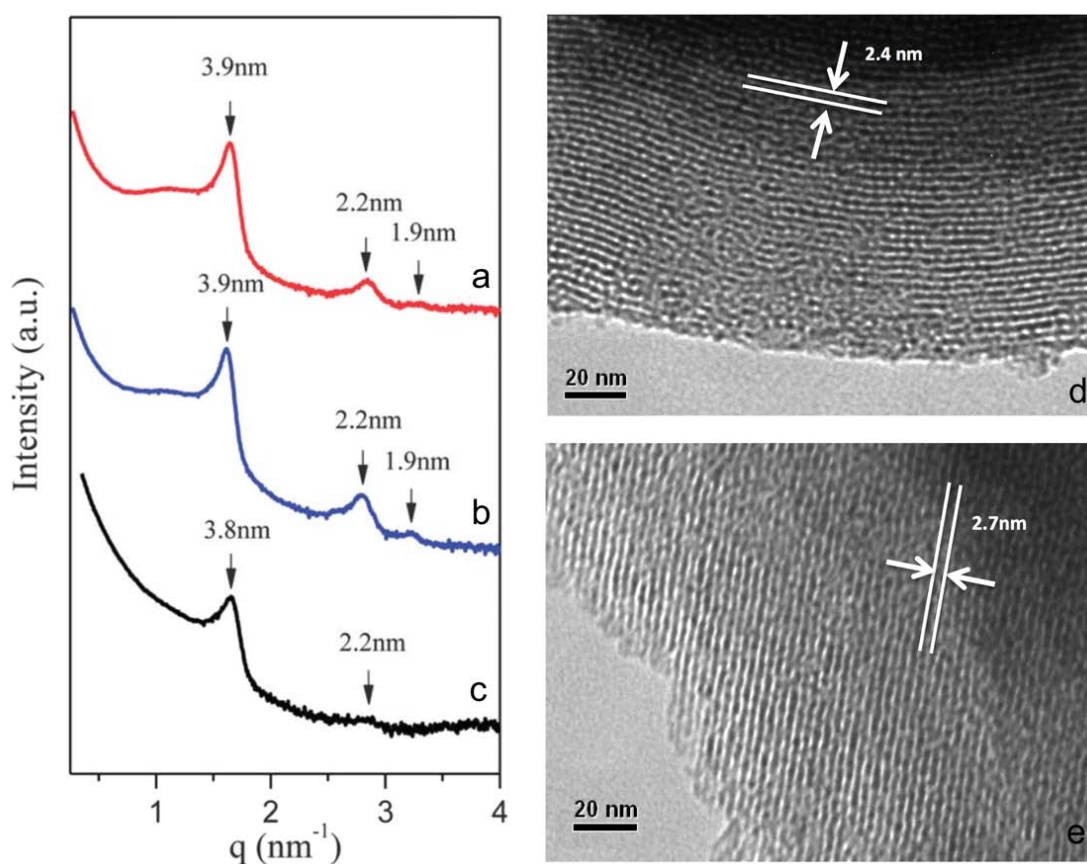 3.9nm
2.2nm
1.9nm
a
3.9nm
2.2nm
1.9nm
b
3.8nm
2.2nm
c
Intensity (a.u.)
1 2 3 4
q (nm⁻¹)
2.4 nm
20 nm
d
2.7nm
20 nm
e